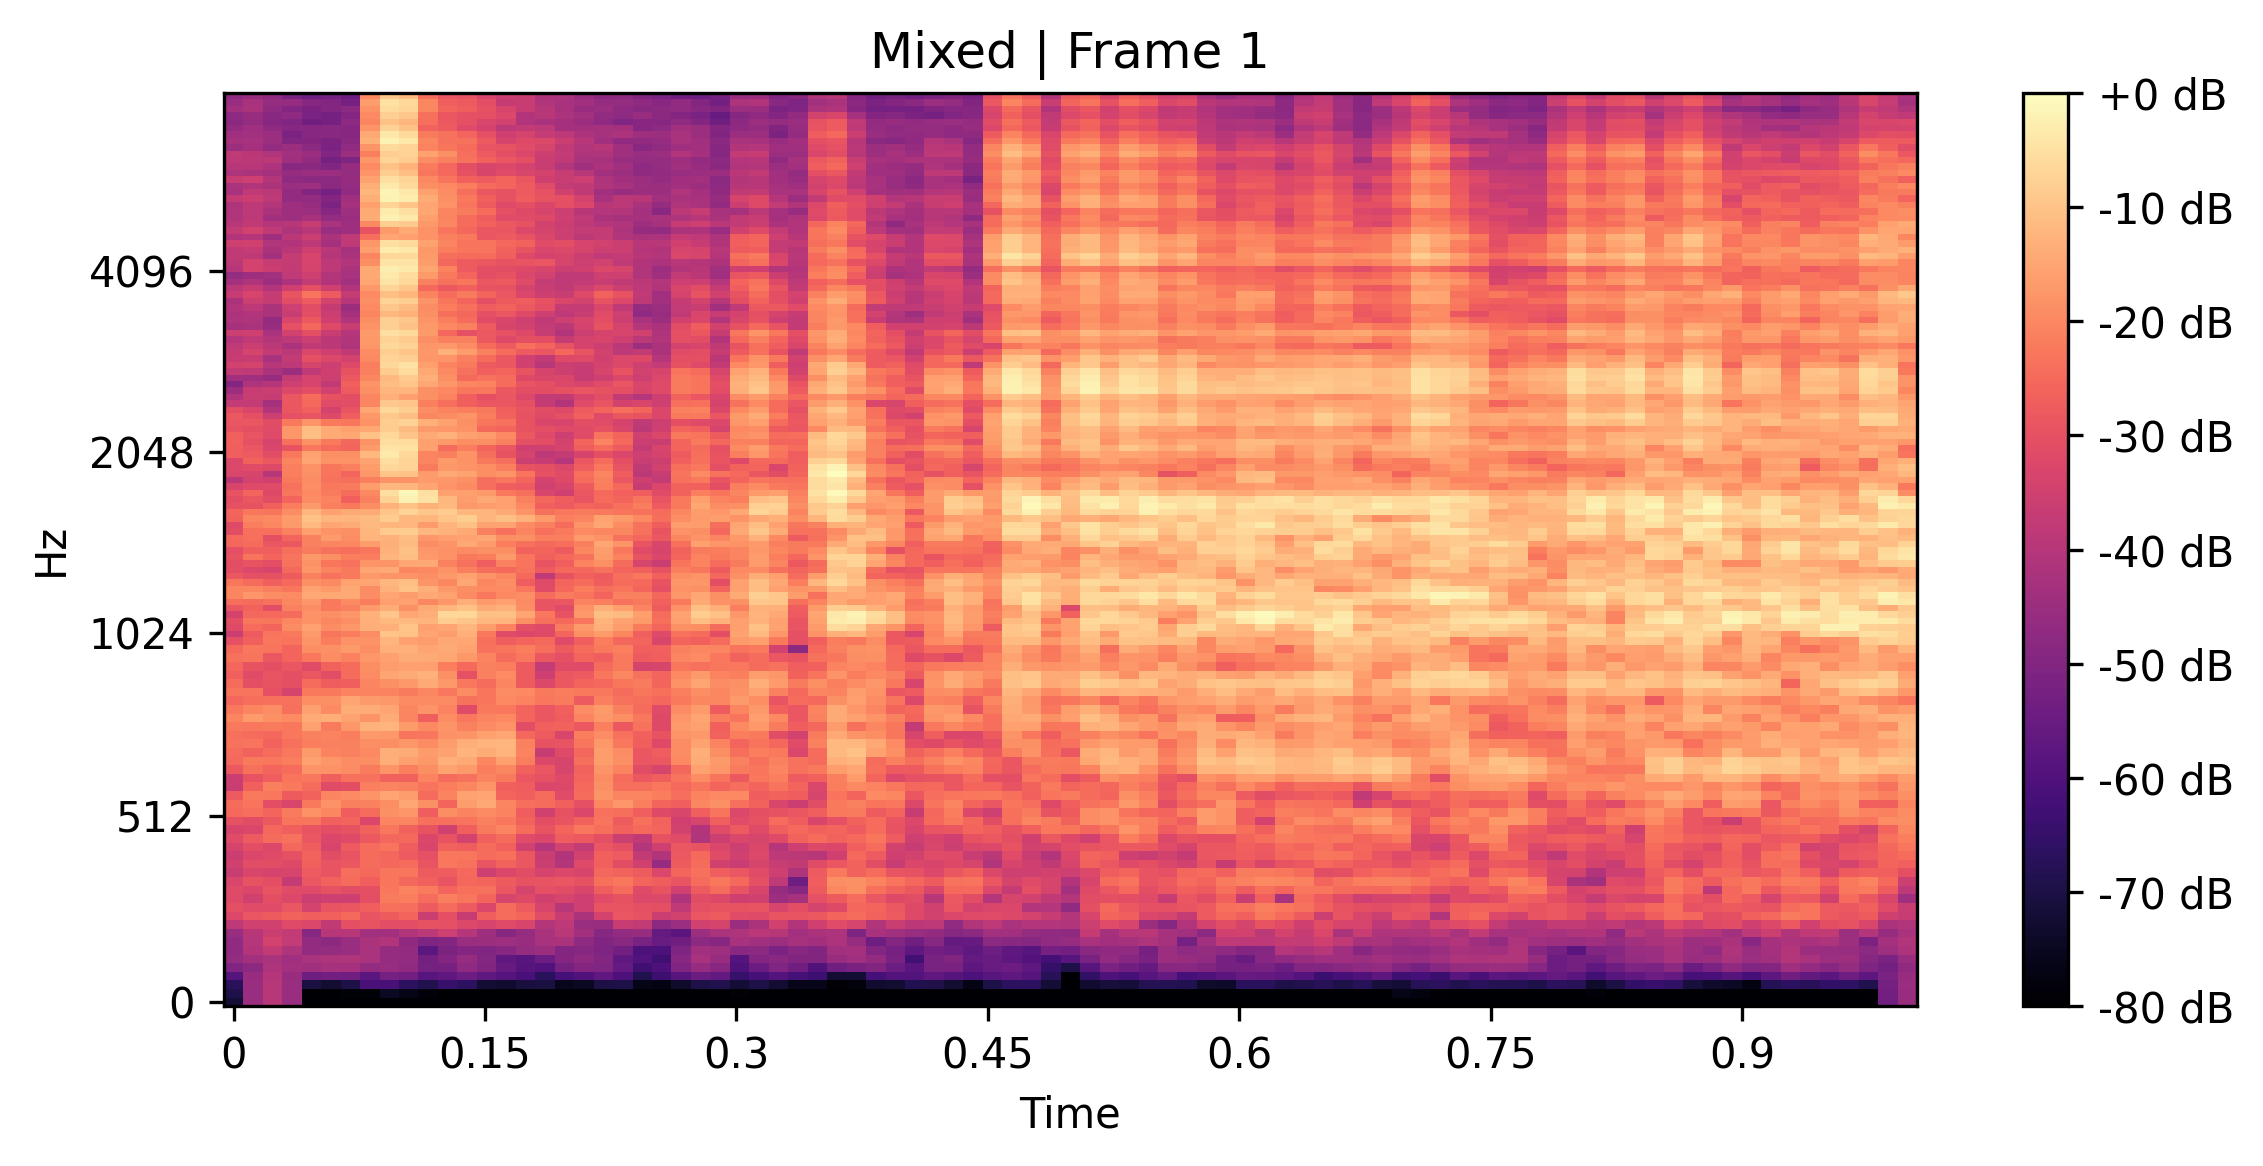 Mixed | Frame 1
+0 dB
-10 dB
-20 dB
-30 dB
-40 dB
-50 dB
-60 dB
-70 dB
-80 dB
Hz
4096
2048
1024
512
0
0 0.15 0.3 0.45 0.6 0.75 0.9
Time